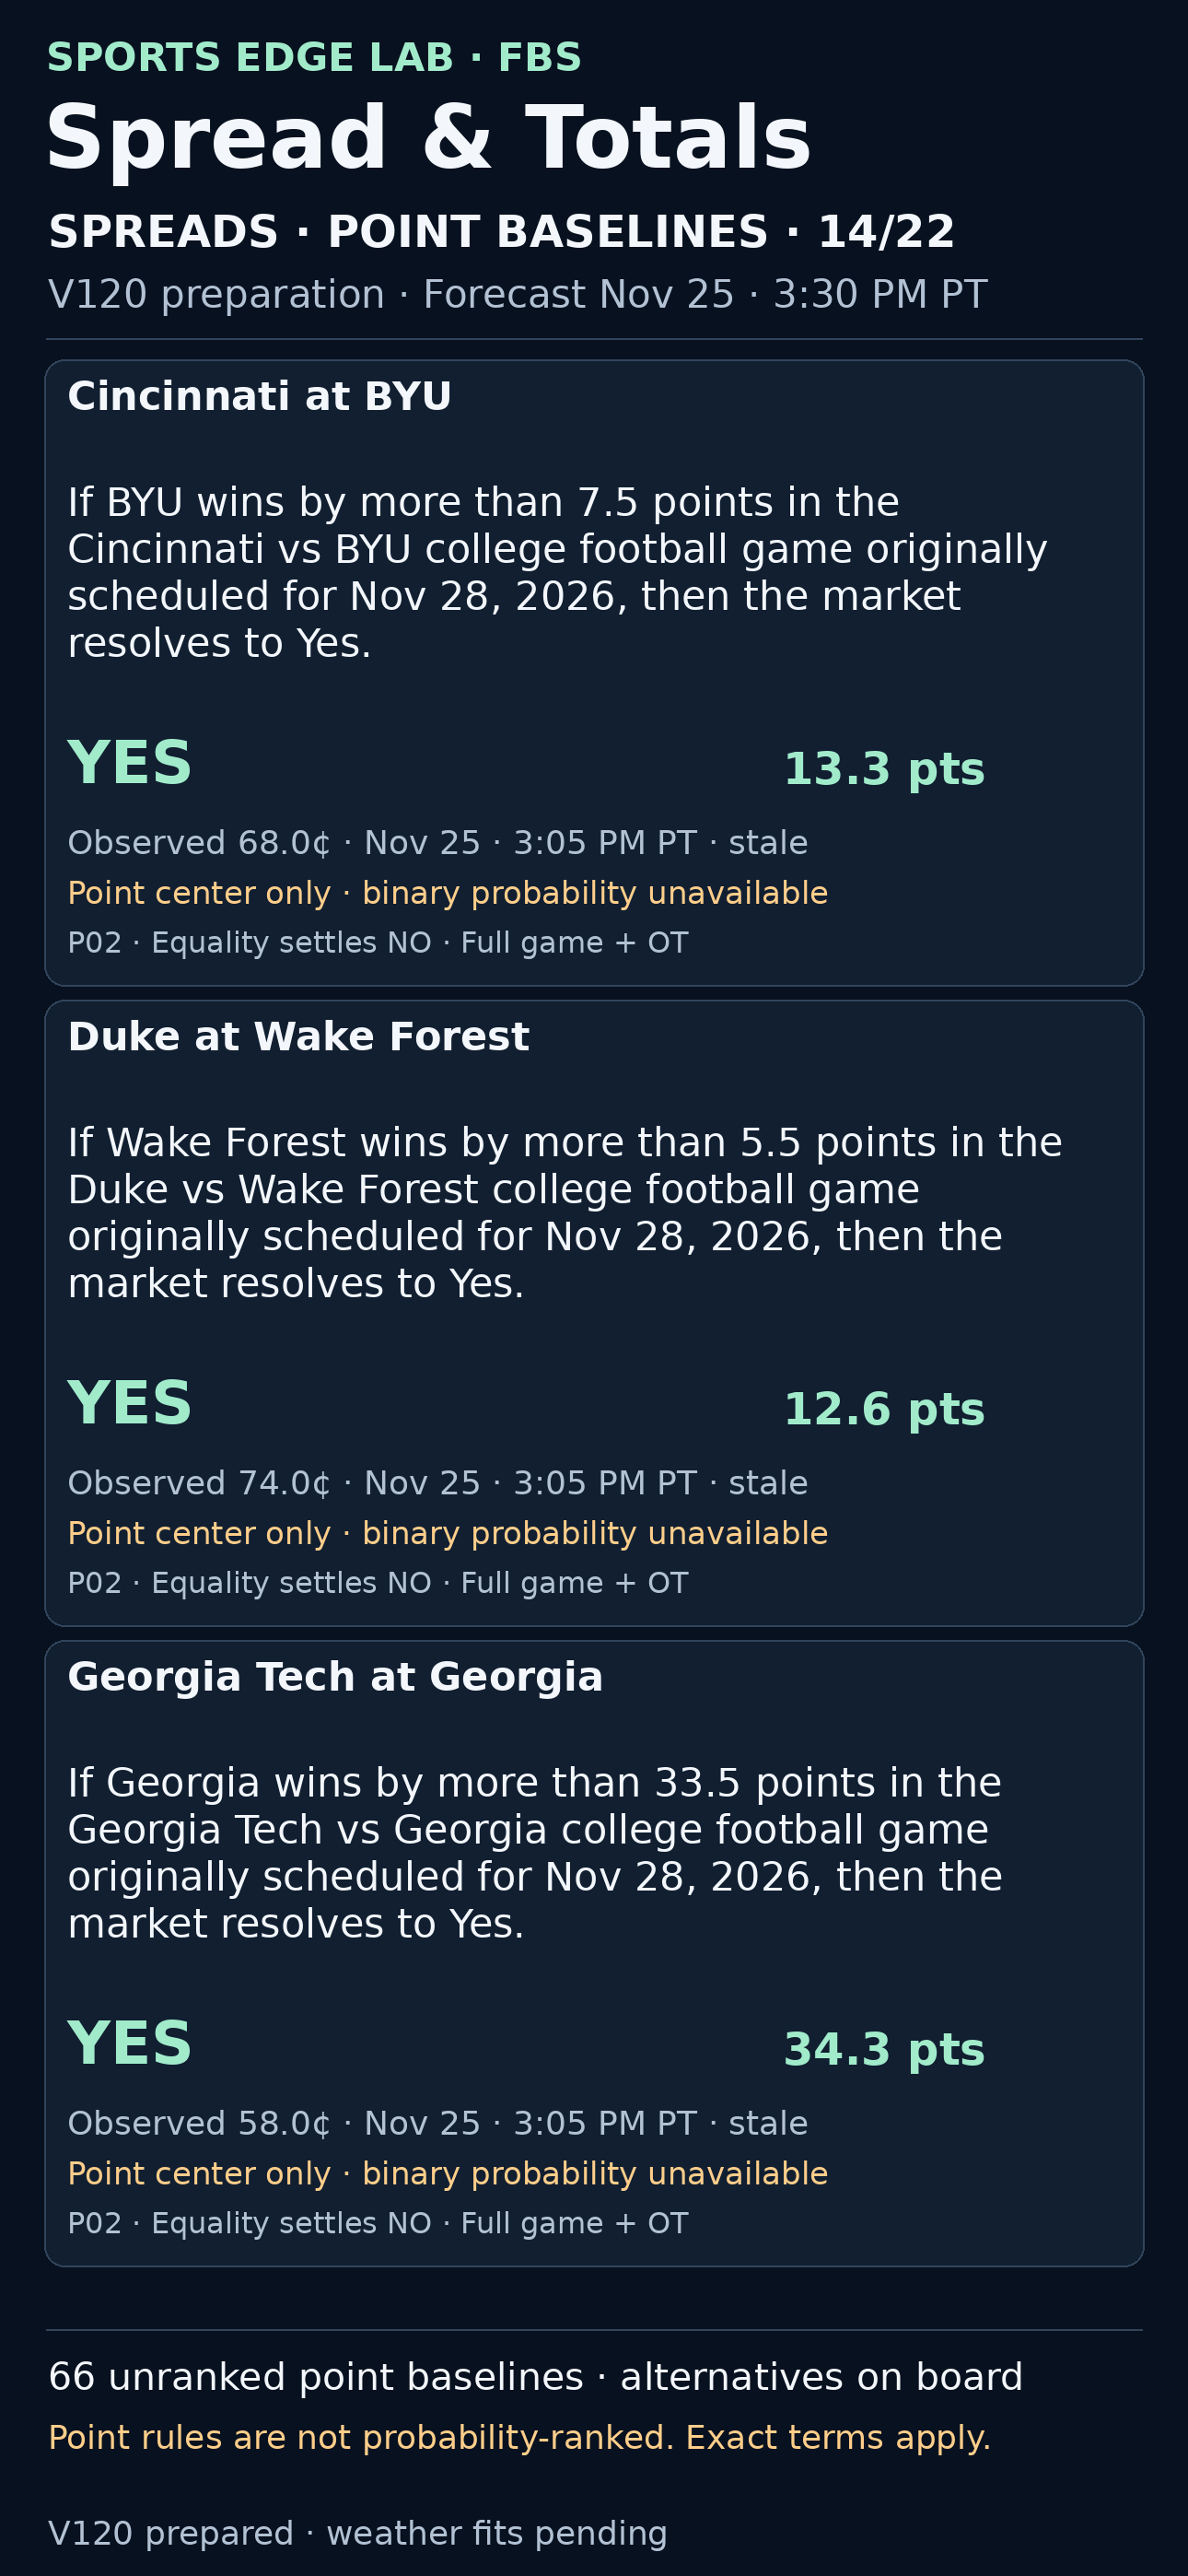 SPORTS EDGE LAB · FBS
Spread & Totals
SPREADS · POINT BASELINES · 14/22
V120 preparation · Forecast Nov 25 · 3:30 PM PT
Cincinnati at BYU
If BYU wins by more than 7.5 points in the
Cincinnati vs BYU college football game originally
scheduled for Nov 28, 2026, then the market
resolves to Yes.
YES 13.3 pts
Observed 68.0¢ · Nov 25 · 3:05 PM PT · stale
Point center only · binary probability unavailable
P02 · Equality settles NO · Full game + OT
Duke at Wake Forest
If Wake Forest wins by more than 5.5 points in the
Duke vs Wake Forest college football game
originally scheduled for Nov 28, 2026, then the
market resolves to Yes.
YES 12.6 pts
Observed 74.0¢ · Nov 25 · 3:05 PM PT · stale
Point center only · binary probability unavailable
P02 · Equality settles NO · Full game + OT
Georgia Tech at Georgia
If Georgia wins by more than 33.5 points in the
Georgia Tech vs Georgia college football game
originally scheduled for Nov 28, 2026, then the
market resolves to Yes.
YES 34.3 pts
Observed 58.0¢ · Nov 25 · 3:05 PM PT · stale
Point center only · binary probability unavailable
P02 · Equality settles NO · Full game + OT
66 unranked point baselines · alternatives on board
Point rules are not probability-ranked. Exact terms apply.
V120 prepared · weather fits pending